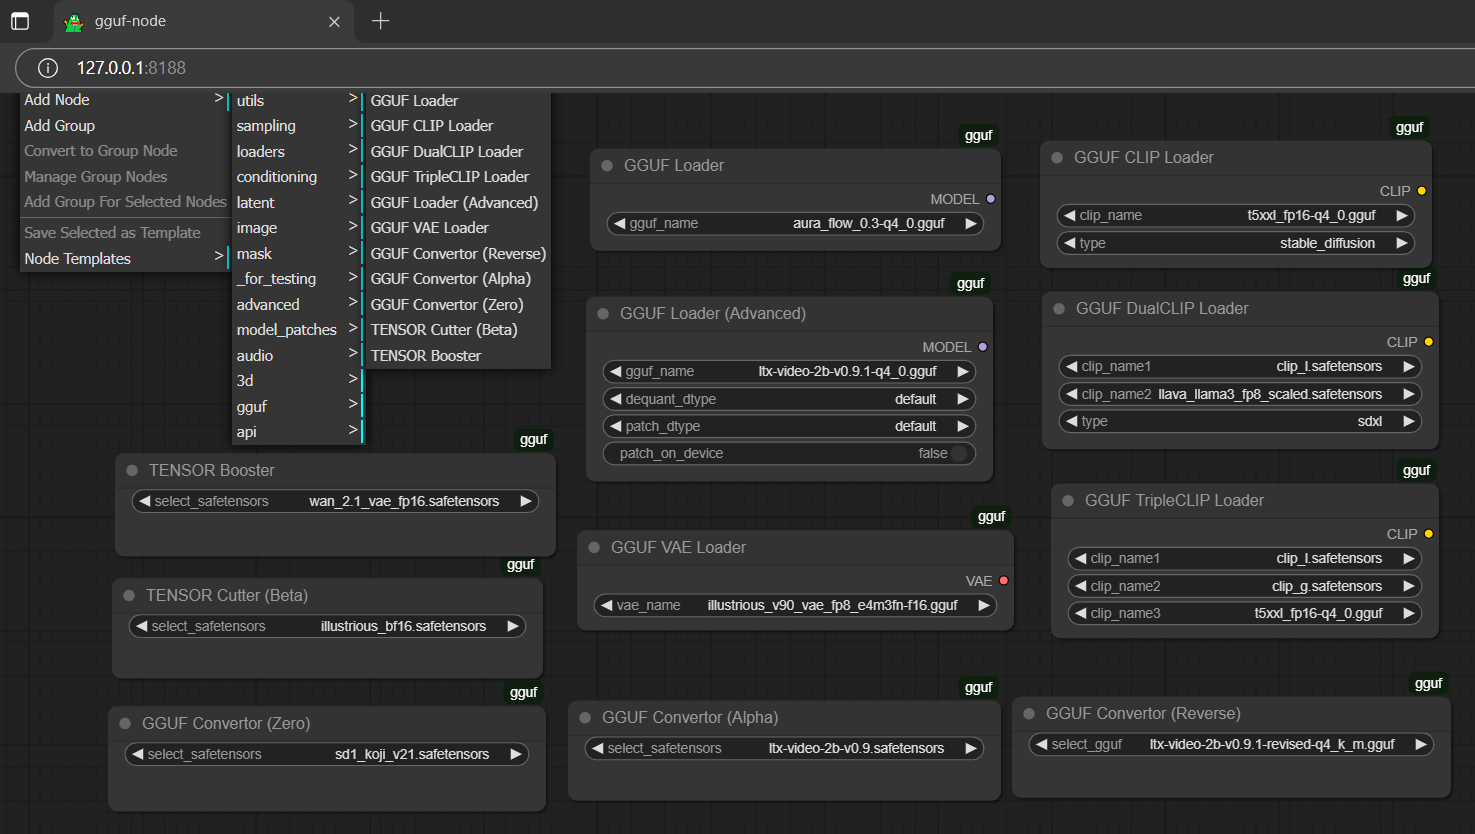 gguf-node
127.0.0.1:8188
Add Node >
Add Group
Convert to Group Node
Manage Group Nodes
Add Group For Selected Nodes
Save Selected as Template
Node Templates >
utils >
sampling >
loaders >
conditioning >
latent >
image >
mask >
_for_testing >
advanced >
model_patches >
audio >
3d >
gguf >
api >
GGUF Loader
GGUF CLIP Loader
GGUF DualCLIP Loader
GGUF TripleCLIP Loader
GGUF Loader (Advanced)
GGUF VAE Loader
GGUF Convertor (Reverse)
GGUF Convertor (Alpha)
GGUF Convertor (Zero)
TENSOR Cutter (Beta)
TENSOR Booster
gguf
GGUF Loader
MODEL
gguf_name aura_flow_0.3-q4_0.gguf
gguf
GGUF CLIP Loader
CLIP
clip_name t5xxl_fp16-q4_0.gguf
type stable_diffusion
gguf
GGUF Loader (Advanced)
MODEL
gguf_name ltx-video-2b-v0.9.1-q4_0.gguf
dequant_dtype default
patch_dtype default
patch_on_device false
gguf
GGUF DualCLIP Loader
CLIP
clip_name1 clip_l.safetensors
clip_name2 llava_llama3_fp8_scaled.safetensors
type sdxl
gguf
TENSOR Booster
select_safetensors wan_2.1_vae_fp16.safetensors
gguf
GGUF VAE Loader
VAE
vae_name illustrious_v90_vae_fp8_e4m3fn-f16.gguf
gguf
GGUF TripleCLIP Loader
CLIP
clip_name1 clip_l.safetensors
clip_name2 clip_g.safetensors
clip_name3 t5xxl_fp16-q4_0.gguf
gguf
TENSOR Cutter (Beta)
select_safetensors illustrious_bf16.safetensors
gguf
GGUF Convertor (Zero)
select_safetensors sd1_koji_v21.safetensors
gguf
GGUF Convertor (Alpha)
select_safetensors ltx-video-2b-v0.9.safetensors
gguf
GGUF Convertor (Reverse)
select_gguf ltx-video-2b-v0.9.1-revised-q4_k_m.gguf